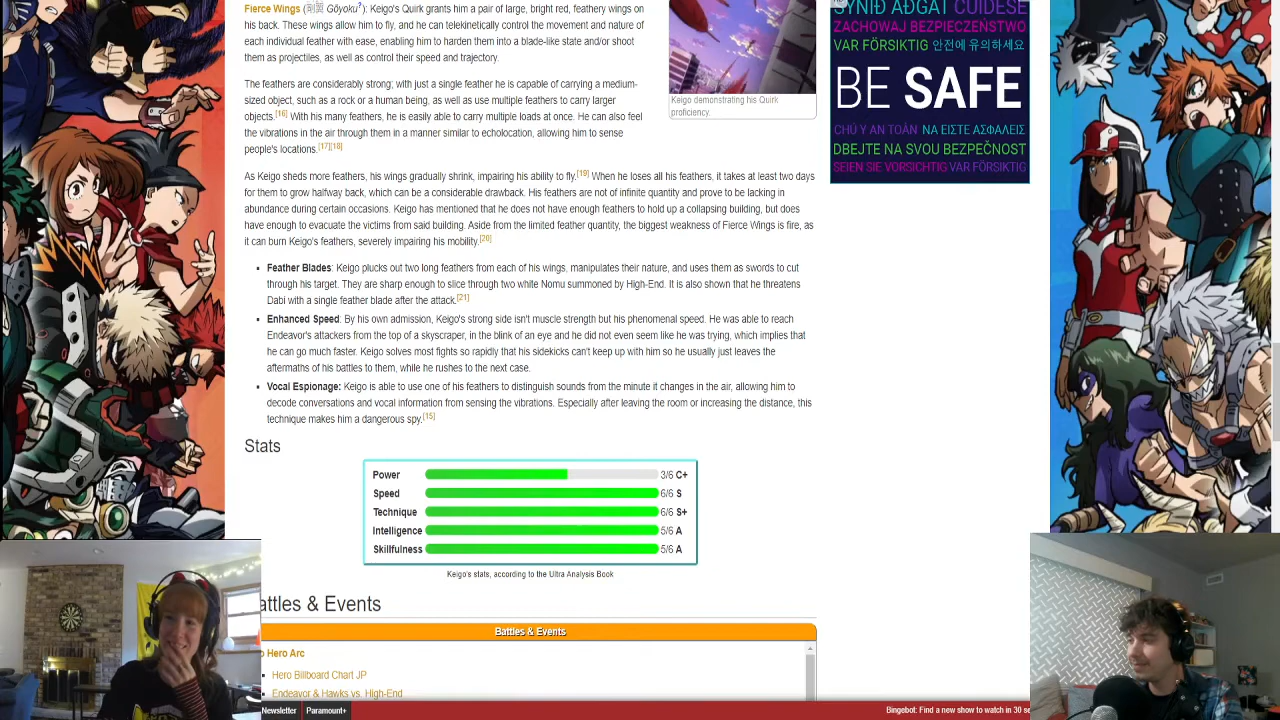 Fierce Wings (剛翼 Gōyoku?): Keigo's Quirk grants him a pair of large, bright red, feathery wings on
his back. These wings allow him to fly, and he can telekinetically control the movement and nature of
each individual feather with ease, enabling him to harden them into a blade-like state and/or shoot
them as projectiles, as well as control their speed and trajectory.
The feathers are considerably strong; with just a single feather he is capable of carrying a medium-
sized object, such as a rock or a human being, as well as use multiple feathers to carry larger
objects.[16] With his many feathers, he is easily able to carry multiple loads at once. He can also feel
the vibrations in the air through them in a manner similar to echolocation, allowing him to sense
people's locations.[17][18]
Keigo demonstrating his Quirk
proficiency.
As Keigo sheds more feathers, his wings gradually shrink, impairing his ability to fly.[19] When he loses all his feathers, it takes at least two days
for them to grow halfway back, which can be a considerable drawback. His feathers are not of infinite quantity and prove to be lacking in
abundance during certain occasions. Keigo has mentioned that he does not have enough feathers to hold up a collapsing building, but does
have enough to evacuate the victims from said building. Aside from the limited feather quantity, the biggest weakness of Fierce Wings is fire, as
it can burn Keigo's feathers, severely impairing his mobility.[20]
Feather Blades: Keigo plucks out two long feathers from each of his wings, manipulates their nature, and uses them as swords to cut
through his target. They are sharp enough to slice through two white Nomu summoned by High-End. It is also shown that he threatens
Dabi with a single feather blade after the attack.[21]
Enhanced Speed: By his own admission, Keigo's strong side isn't muscle strength but his phenomenal speed. He was able to reach
Endeavor's attackers from the top of a skyscraper, in the blink of an eye and he did not even seem like he was trying, which implies that
he can go much faster. Keigo solves most fights so rapidly that his sidekicks can't keep up with him so he usually just leaves the
aftermaths of his battles to them, while he rushes to the next case.
Vocal Espionage: Keigo is able to use one of his feathers to distinguish sounds from the minute it changes in the air, allowing him to
decode conversations and vocal information from sensing the vibrations. Especially after leaving the room or increasing the distance, this
technique makes him a dangerous spy.[15]
Stats
Power 3/6 C+
Speed 6/6 S
Technique 6/6 S+
Intelligence 5/6 A
Skillfulness 5/6 A
Keigo's stats, according to the Ultra Analysis Book
attles & Events
Battles & Events
o Hero Arc
Hero Billboard Chart JP
Endeavor & Hawks vs. High-End
Newsletter Paramount+
Bingebot: Find a new show to watch in 30 se
SÝNIÐ AÐGÁT CUÍDESE
ZACHOWAJ BEZPIECZEŃSTWO
VAR FÖRSIKTIG 안전에 유의하세요
BE SAFE
CHÚ Ý AN TOÀN ΝΑ ΕΙΣΤΕ ΑΣΦΑΛΕΙΣ
DBEJTE NA SVOU BEZPEČNOST
SEIEN SIE VORSICHTIG VAR FÖRSIKTIG